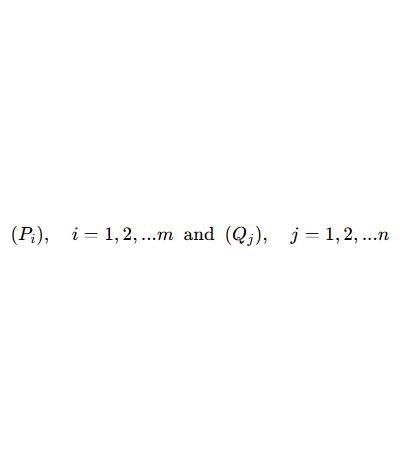 (P_i), i = 1, 2, ...m and (Q_j), j = 1, 2, ...n